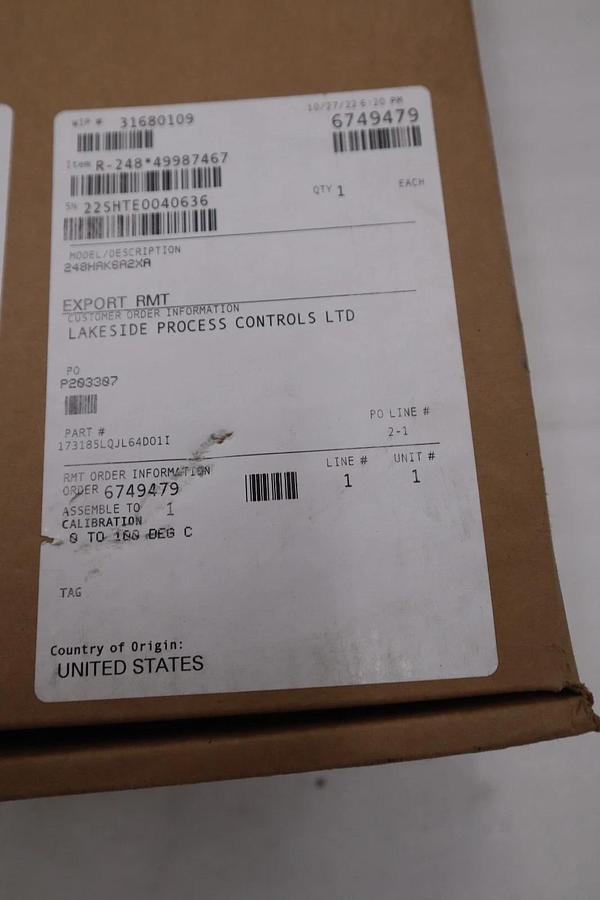 10/27/22 6:20 PM
WIP # 31680109
6749479
Item R-248*49987467
QTY 1 EACH
SN 22SHTE0040636
MODEL/DESCRIPTION
248HAK6A2XA
EXPORT RMT
CUSTOMER ORDER INFORMATION
LAKESIDE PROCESS CONTROLS LTD
PO
P203307
PART #
PO LINE #
173185LQJL64D01I
2-1
RMT ORDER INFORMATION
LINE # UNIT #
ORDER 6749479
1 1
ASSEMBLE TO 1
CALIBRATION
0 TO 100 DEG C
TAG
Country of Origin:
UNITED STATES